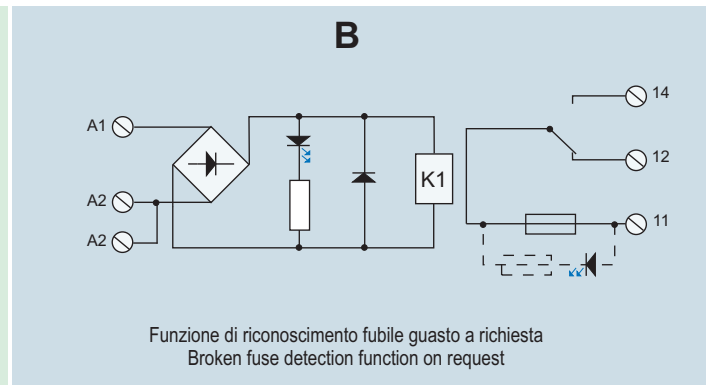 B
A1
14
12
K1
A2
11
A2
Funzione di riconoscimento fubile guasto a richiesta
Broken fuse detection function on request